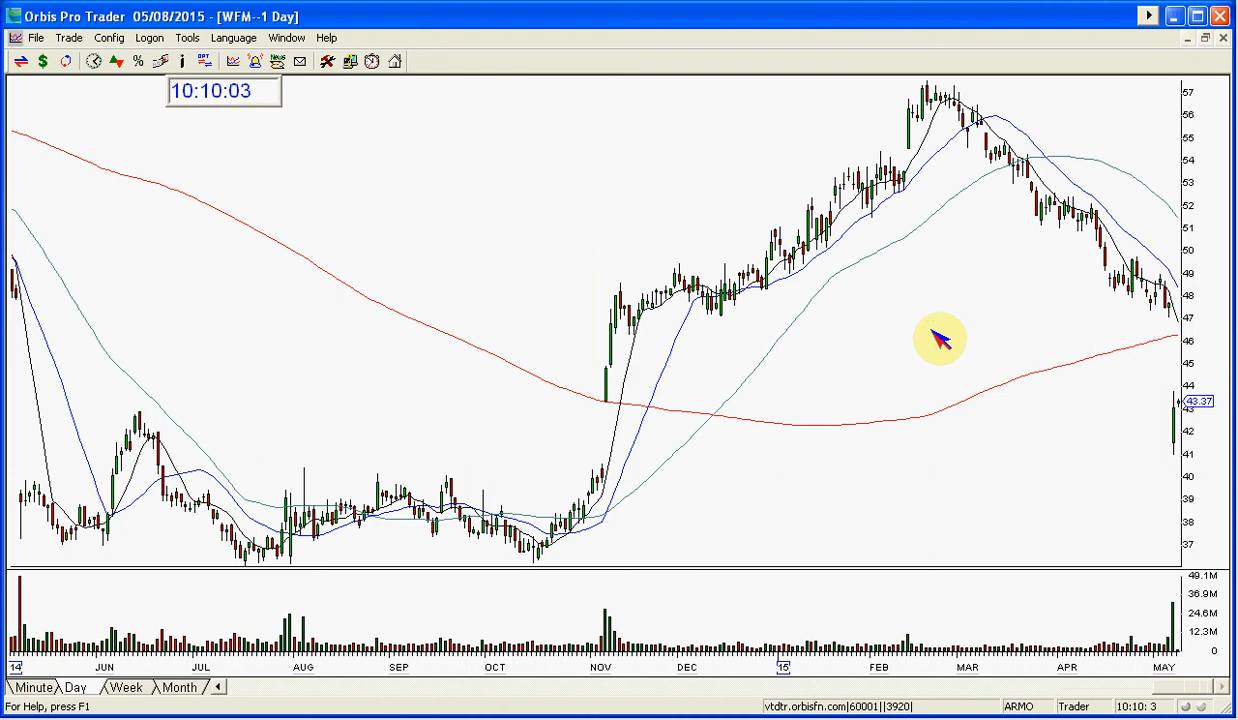 Orbis Pro Trader 05/08/2015 - [WFM--1 Day]
File Trade Config Logon Tools Language Window Help
$ % i OPT News
10:10:03
57
56
55
54
53
52
51
50
49
48
47
46
45
44
43.37
43
42
41
40
39
38
37
49.1M
36.9M
24.6M
12.3M
0
14 JUN JUL AUG SEP OCT NOV DEC 15 FEB MAR APR MAY
Minute Day Week Month
For Help, press F1 vtdtr.orbisfn.com|60001||3920| ARMO Trader 10:10: 3